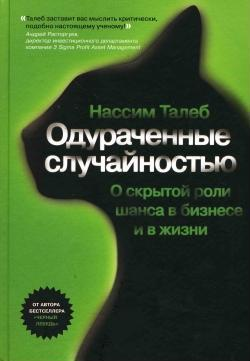 «Талеб заставит вас мыслить критически,
подобно настоящему ученому!»
Андрей Расторгуев,
директор инвестиционного департамента
компании 3 Sigma Profit Asset Management
Нассим Талеб
Одураченные
случайностью
О скрытой роли
шанса в бизнесе
и в жизни
ОТ АВТОРА
БЕСТСЕЛЛЕРА
«ЧЕРНЫЙ
ЛЕБЕДЬ»